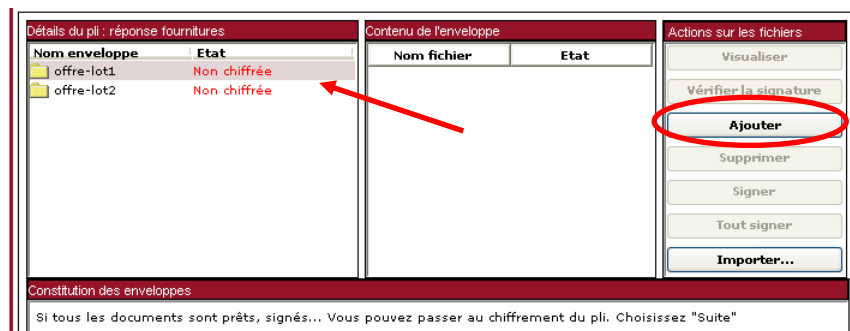 Détails du pli : réponse fournitures
Nom enveloppe Etat
offre-lot1 Non chiffrée
offre-lot2 Non chiffrée
Contenu de l'enveloppe
Nom fichier Etat
Actions sur les fichiers
Visualiser
Vérifier la signature
Ajouter
Supprimer
Signer
Tout signer
Importer...
Constitution des enveloppes
Si tous les documents sont prêts, signés... Vous pouvez passer au chiffrement du pli. Choisissez "Suite"